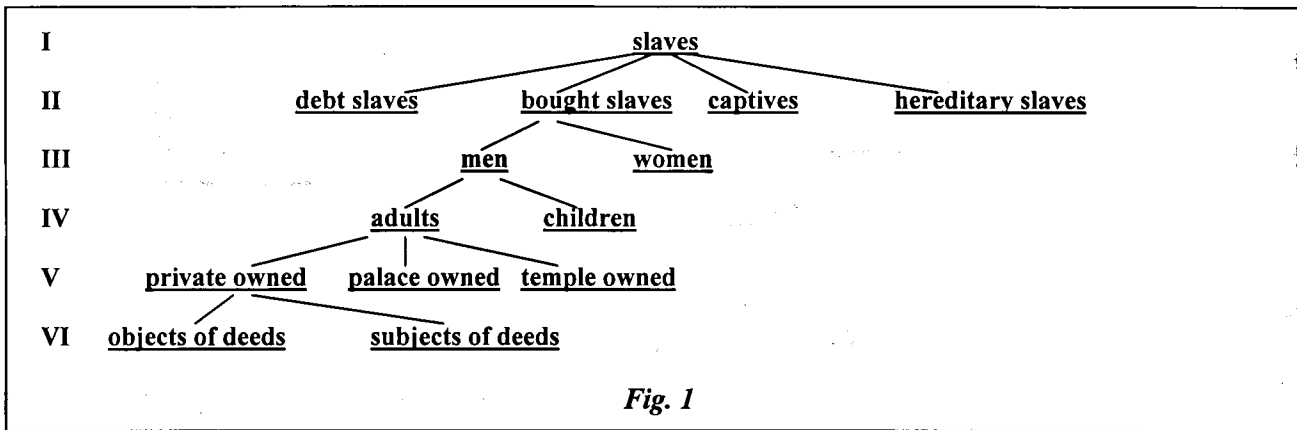 I slaves
II debt slaves bought slaves captives hereditary slaves
III men women
IV adults children
V private owned palace owned temple owned
VI objects of deeds subjects of deeds
Fig. 1